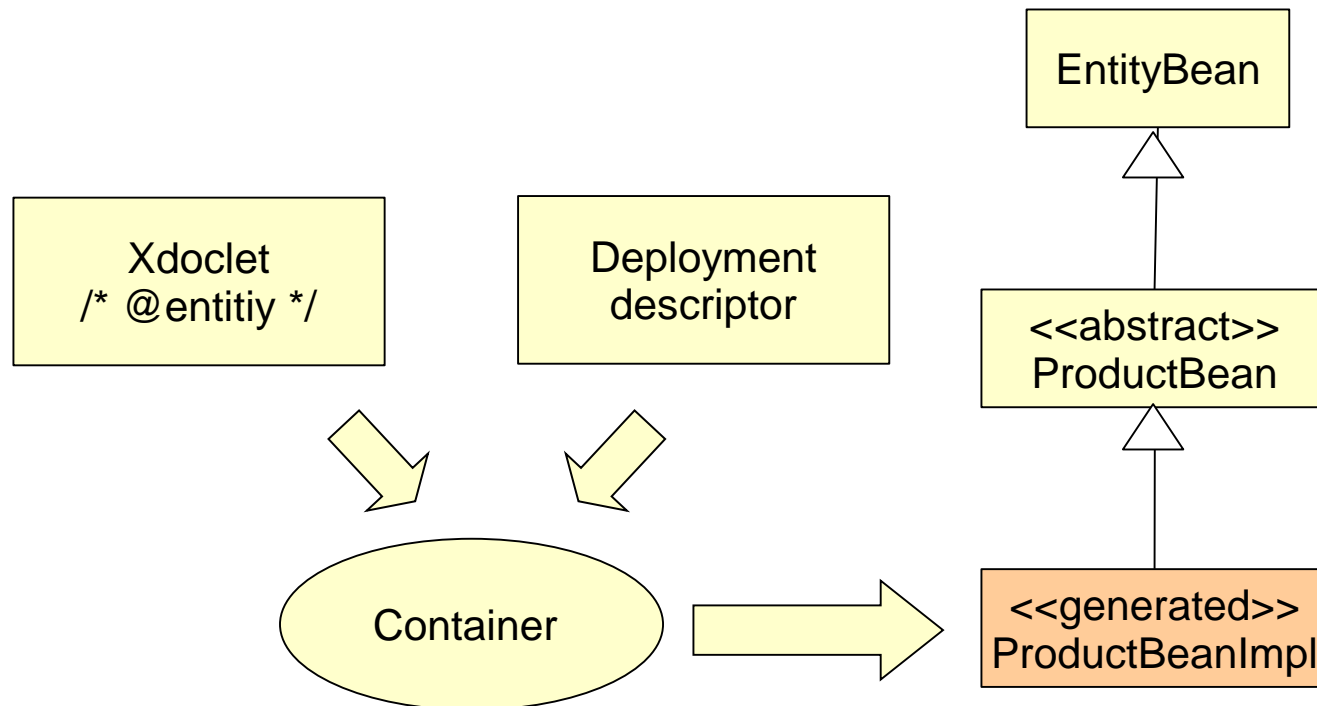 EntityBean
Xdoclet
/* @entitiy */
Deployment
descriptor
<<abstract>>
ProductBean
Container
<<generated>>
ProductBeanImpl